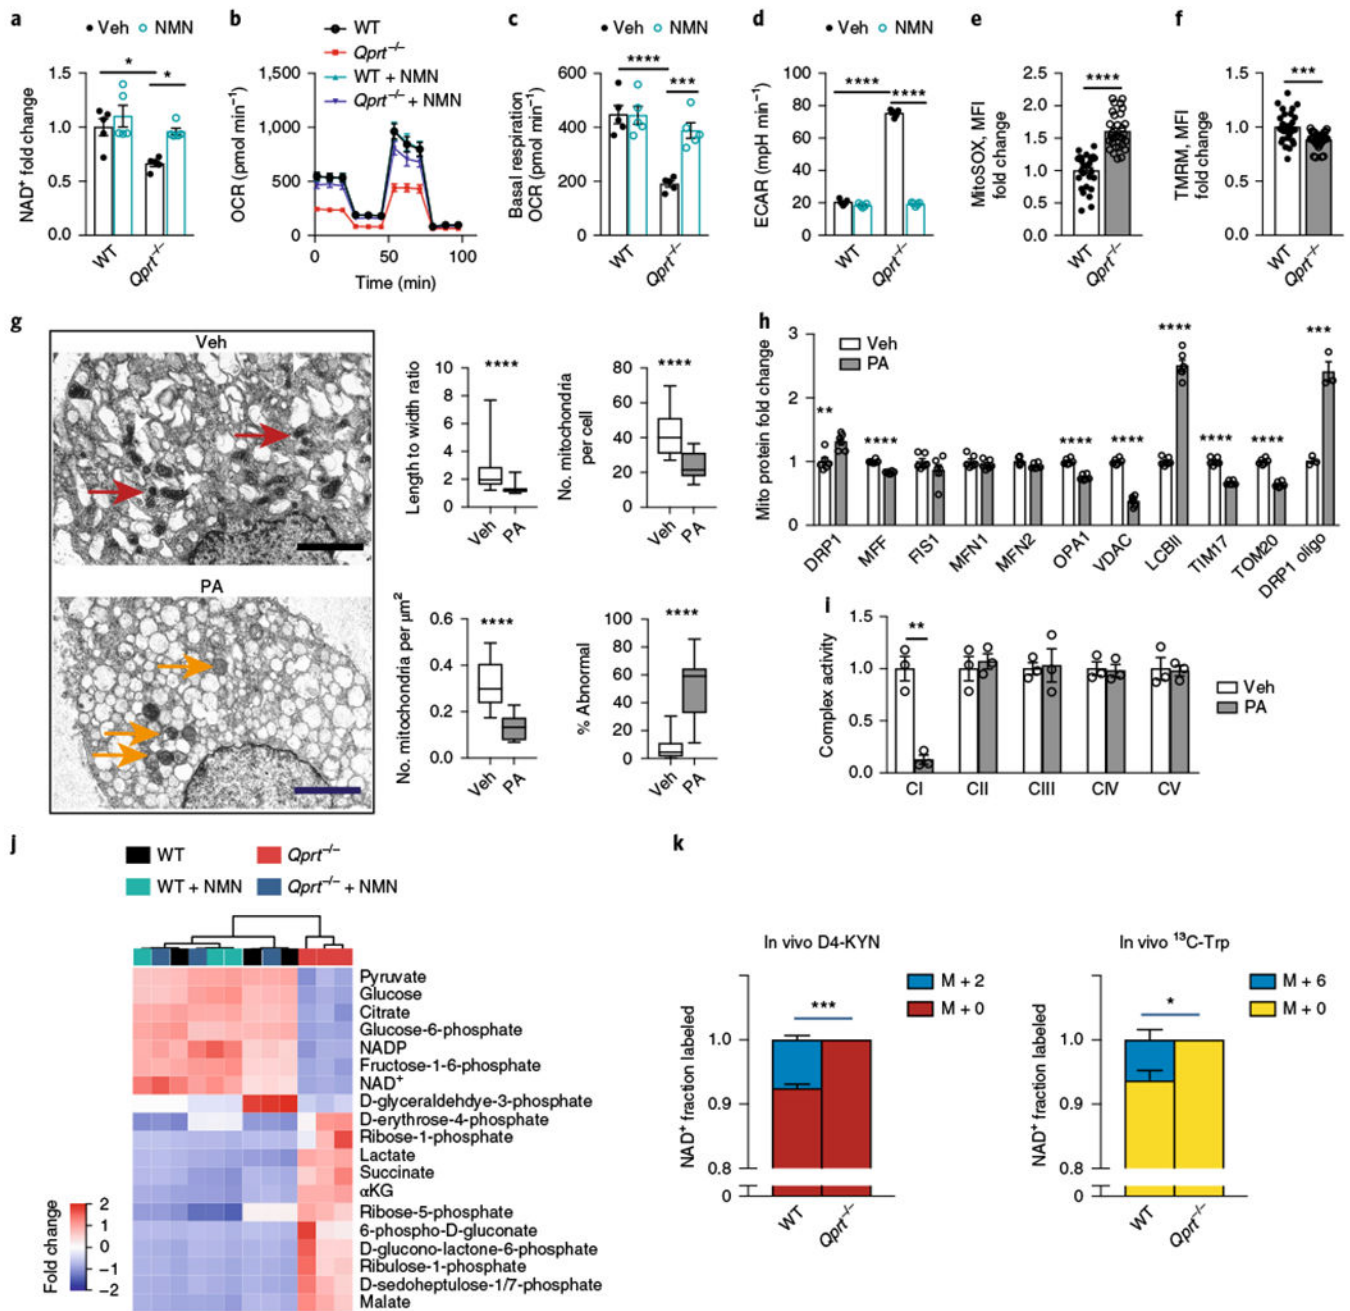 a
Veh NMN
NAD⁺ fold change
1.5
1.0
0.5
0.0
*
*
WT
Qprt⁻/⁻
b
WT
Qprt⁻/⁻
WT + NMN
Qprt⁻/⁻ + NMN
OCR (pmol min⁻¹)
1,500
1,000
500
0
0 50 100
Time (min)
c
Veh NMN
Basal respiration
OCR (pmol min⁻¹)
600
400
200
0
****
***
WT
Qprt⁻/⁻
d
Veh NMN
ECAR (mpH min⁻¹)
80
60
40
20
0
**** ****
WT
Qprt⁻/⁻
e
MitoSOX, MFI
fold change
2.5
2.0
1.5
1.0
0.5
0.0
****
WT
Qprt⁻/⁻
f
TMRM, MFI
fold change
1.5
1.0
0.5
0.0
***
WT
Qprt⁻/⁻
g
Veh
PA
Length to width ratio
10
8
6
4
2
0
****
Veh
PA
No. mitochondria
per cell
80
60
40
20
0
****
Veh
PA
No. mitochondria per µm²
0.6
0.4
0.2
0.0
****
Veh
PA
% Abnormal
100
80
60
40
20
0
****
Veh
PA
h
Mito protein fold change
3
2
1
0
Veh
PA
** **** **** **** **** **** **** ***
DRP1
MFF
FIS1
MFN1
MFN2
OPA1
VDAC
LCBII
TIM17
TOM20
DRP1 oligo
i
Complex activity
1.5
1.0
0.5
0.0
**
CI CII CIII CIV CV
Veh
PA
j
WT Qprt⁻/⁻
WT + NMN Qprt⁻/⁻ + NMN
Pyruvate
Glucose
Citrate
Glucose-6-phosphate
NADP
Fructose-1-6-phosphate
NAD⁺
D-glyceraldehdye-3-phosphate
D-erythrose-4-phosphate
Ribose-1-phosphate
Lactate
Succinate
αKG
Ribose-5-phosphate
6-phospho-D-gluconate
D-glucono-lactone-6-phosphate
Ribulose-1-phosphate
D-sedoheptulose-1/7-phosphate
Malate
Fold change
2
1
0
−1
−2
k
In vivo D4-KYN
M + 2
M + 0
NAD⁺ fraction labeled
1.0
0.9
0.8
0
***
WT
Qprt⁻/⁻
In vivo ¹³C-Trp
M + 6
M + 0
NAD⁺ fraction labeled
1.0
0.9
0.8
0
*
WT
Qprt⁻/⁻